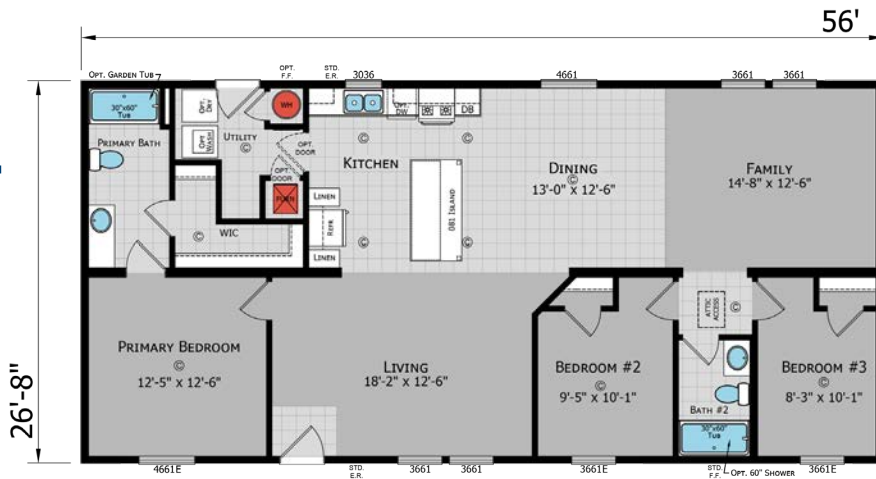 56'
26'-8"
OPT. GARDEN TUB
30"x60"
TUB
PRIMARY BATH
OPT. DRY
OPT WASH
UTILITY
©
OPT.
F.F.
WH
OPT.
DOOR
OPT.
DOOR
FURN
WIC
©
STD.
E.R.
3036
OPT. DW
DB
KITCHEN
©
©
©
©
LINEN
REFR.
LINEN
081 ISLAND
4661
DINING
©
13'-0" x 12'-6"
3661
3661
FAMILY
14'-8" x 12'-6"
PRIMARY BEDROOM
©
12'-5" x 12'-6"
4661E
LIVING
18'-2" x 12'-6"
STD.
E.R.
3661
3661
BEDROOM #2
©
9'-5" x 10'-1"
3661E
ATTIC
ACCESS
©
BATH #2
30"x60"
TUB
STD.
F.F.
OPT. 60" SHOWER
BEDROOM #3
©
8'-3" x 10'-1"
3661E